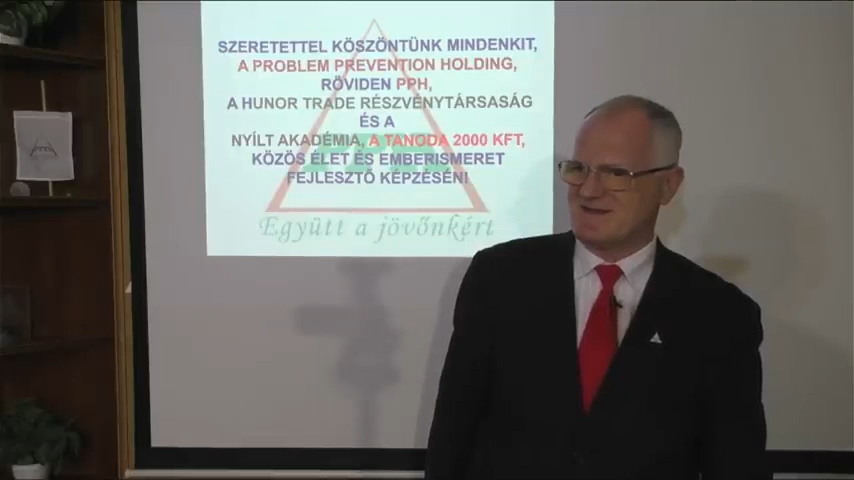 SZERETETTEL KÖSZÖNTÜNK MINDENKIT,
A PROBLEM PREVENTION HOLDING,
RÖVIDEN PPH,
A HUNOR TRADE RÉSZVÉNYTÁRSASÁG
ÉS A
NYÍLT AKADÉMIA, A TANODA 2000 KFT,
KÖZÖS ÉLET ÉS EMBERISMERET
FEJLESZTŐ KÉPZÉSÉN!
Együtt a jövőnkért